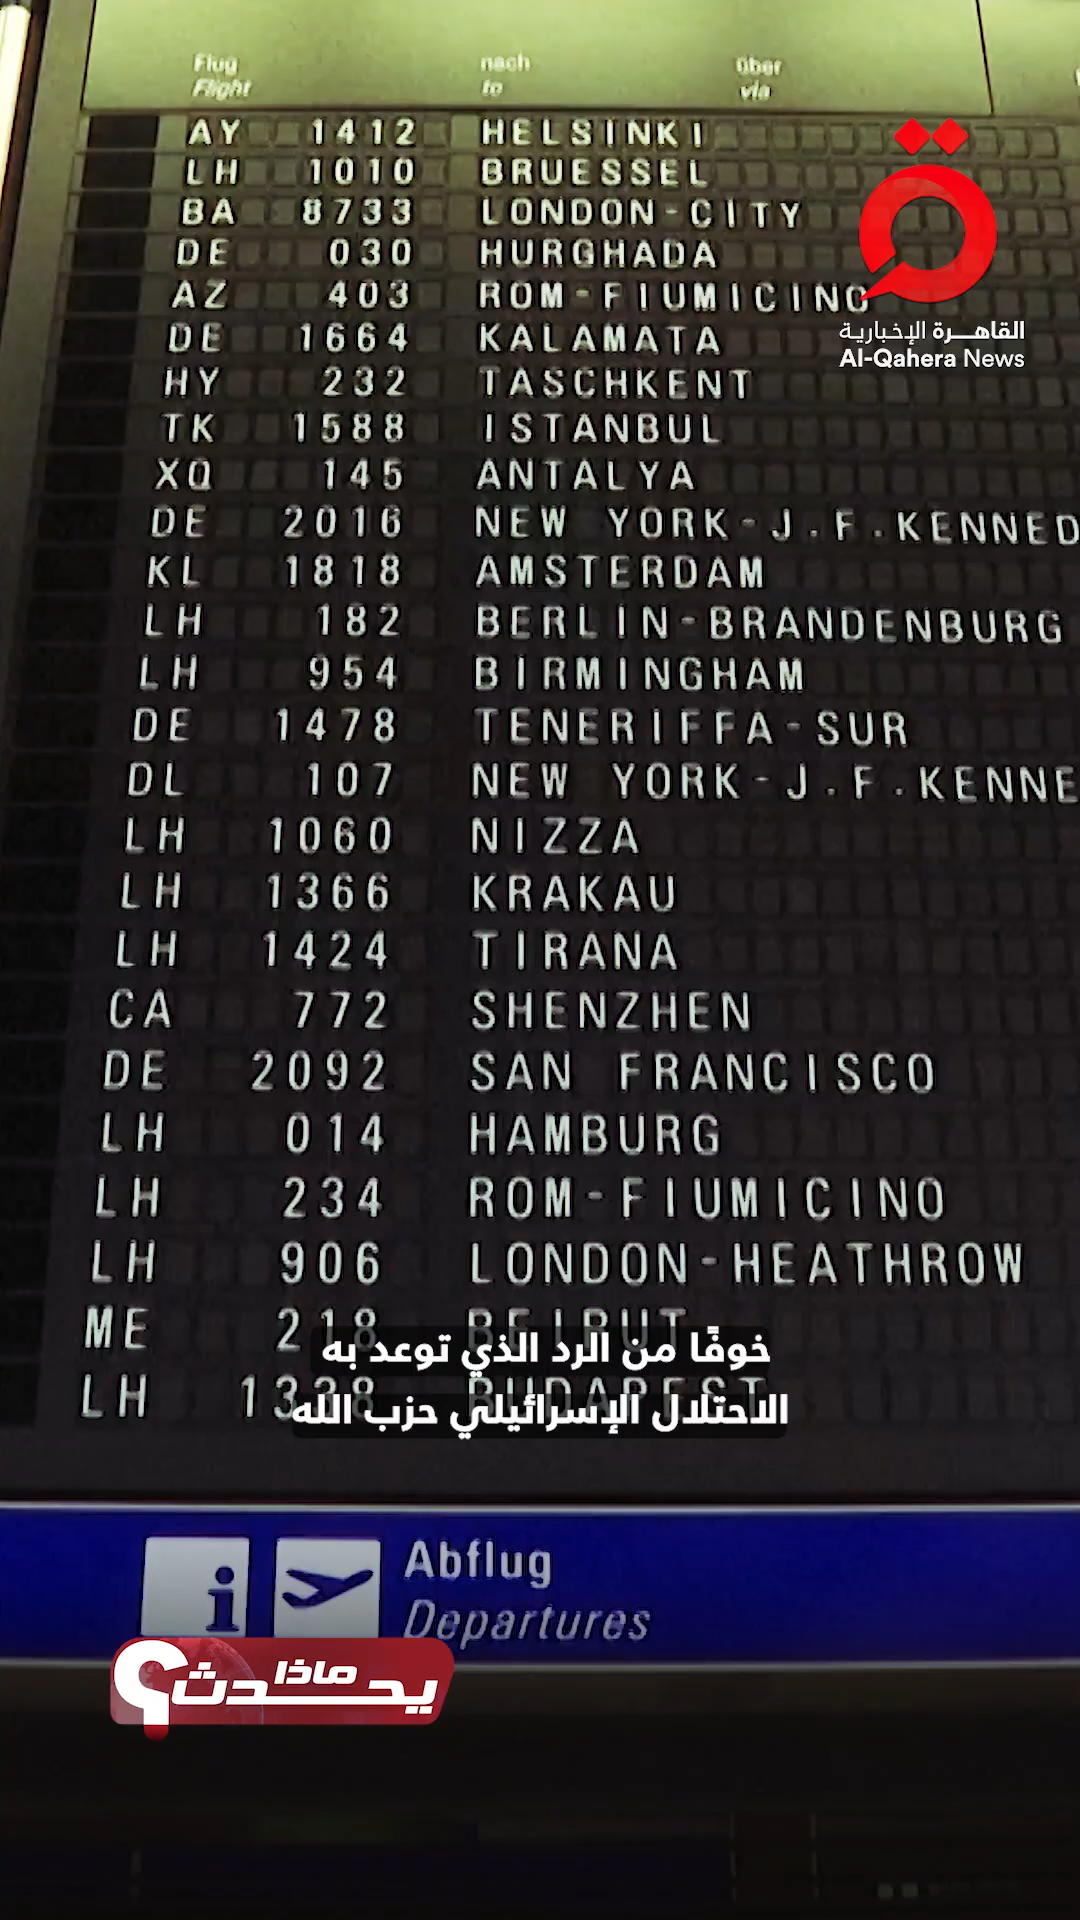 Flug nach über
Flight to via
AY 1412 HELSINKI
LH 1010 BRUESSEL
BA 8733 LONDON-CITY
DE 030 HURGHADA
AZ 403 ROM-FIUMICINO
DE 1664 KALAMATA
HY 232 TASCHKENT
TK 1588 ISTANBUL
XQ 145 ANTALYA
DE 2016 NEW YORK-J.F.KENNED
KL 1818 AMSTERDAM
LH 182 BERLIN-BRANDENBURG
LH 954 BIRMINGHAM
DE 1478 TENERIFFA-SUR
DL 107 NEW YORK-J.F.KENNE
LH 1060 NIZZA
LH 1366 KRAKAU
LH 1424 TIRANA
CA 772 SHENZHEN
DE 2092 SAN FRANCISCO
LH 014 HAMBURG
LH 234 ROM-FIUMICINO
LH 906 LONDON-HEATHROW
ME 218 BEIRUT
LH 1338 BUDAPEST
القاهرة الإخبارية
Al-Qahera News
خوفًا من الرد الذي توعد به
الاحتلال الإسرائيلي حزب الله
Abflug
Departures
ماذا
يحدث؟